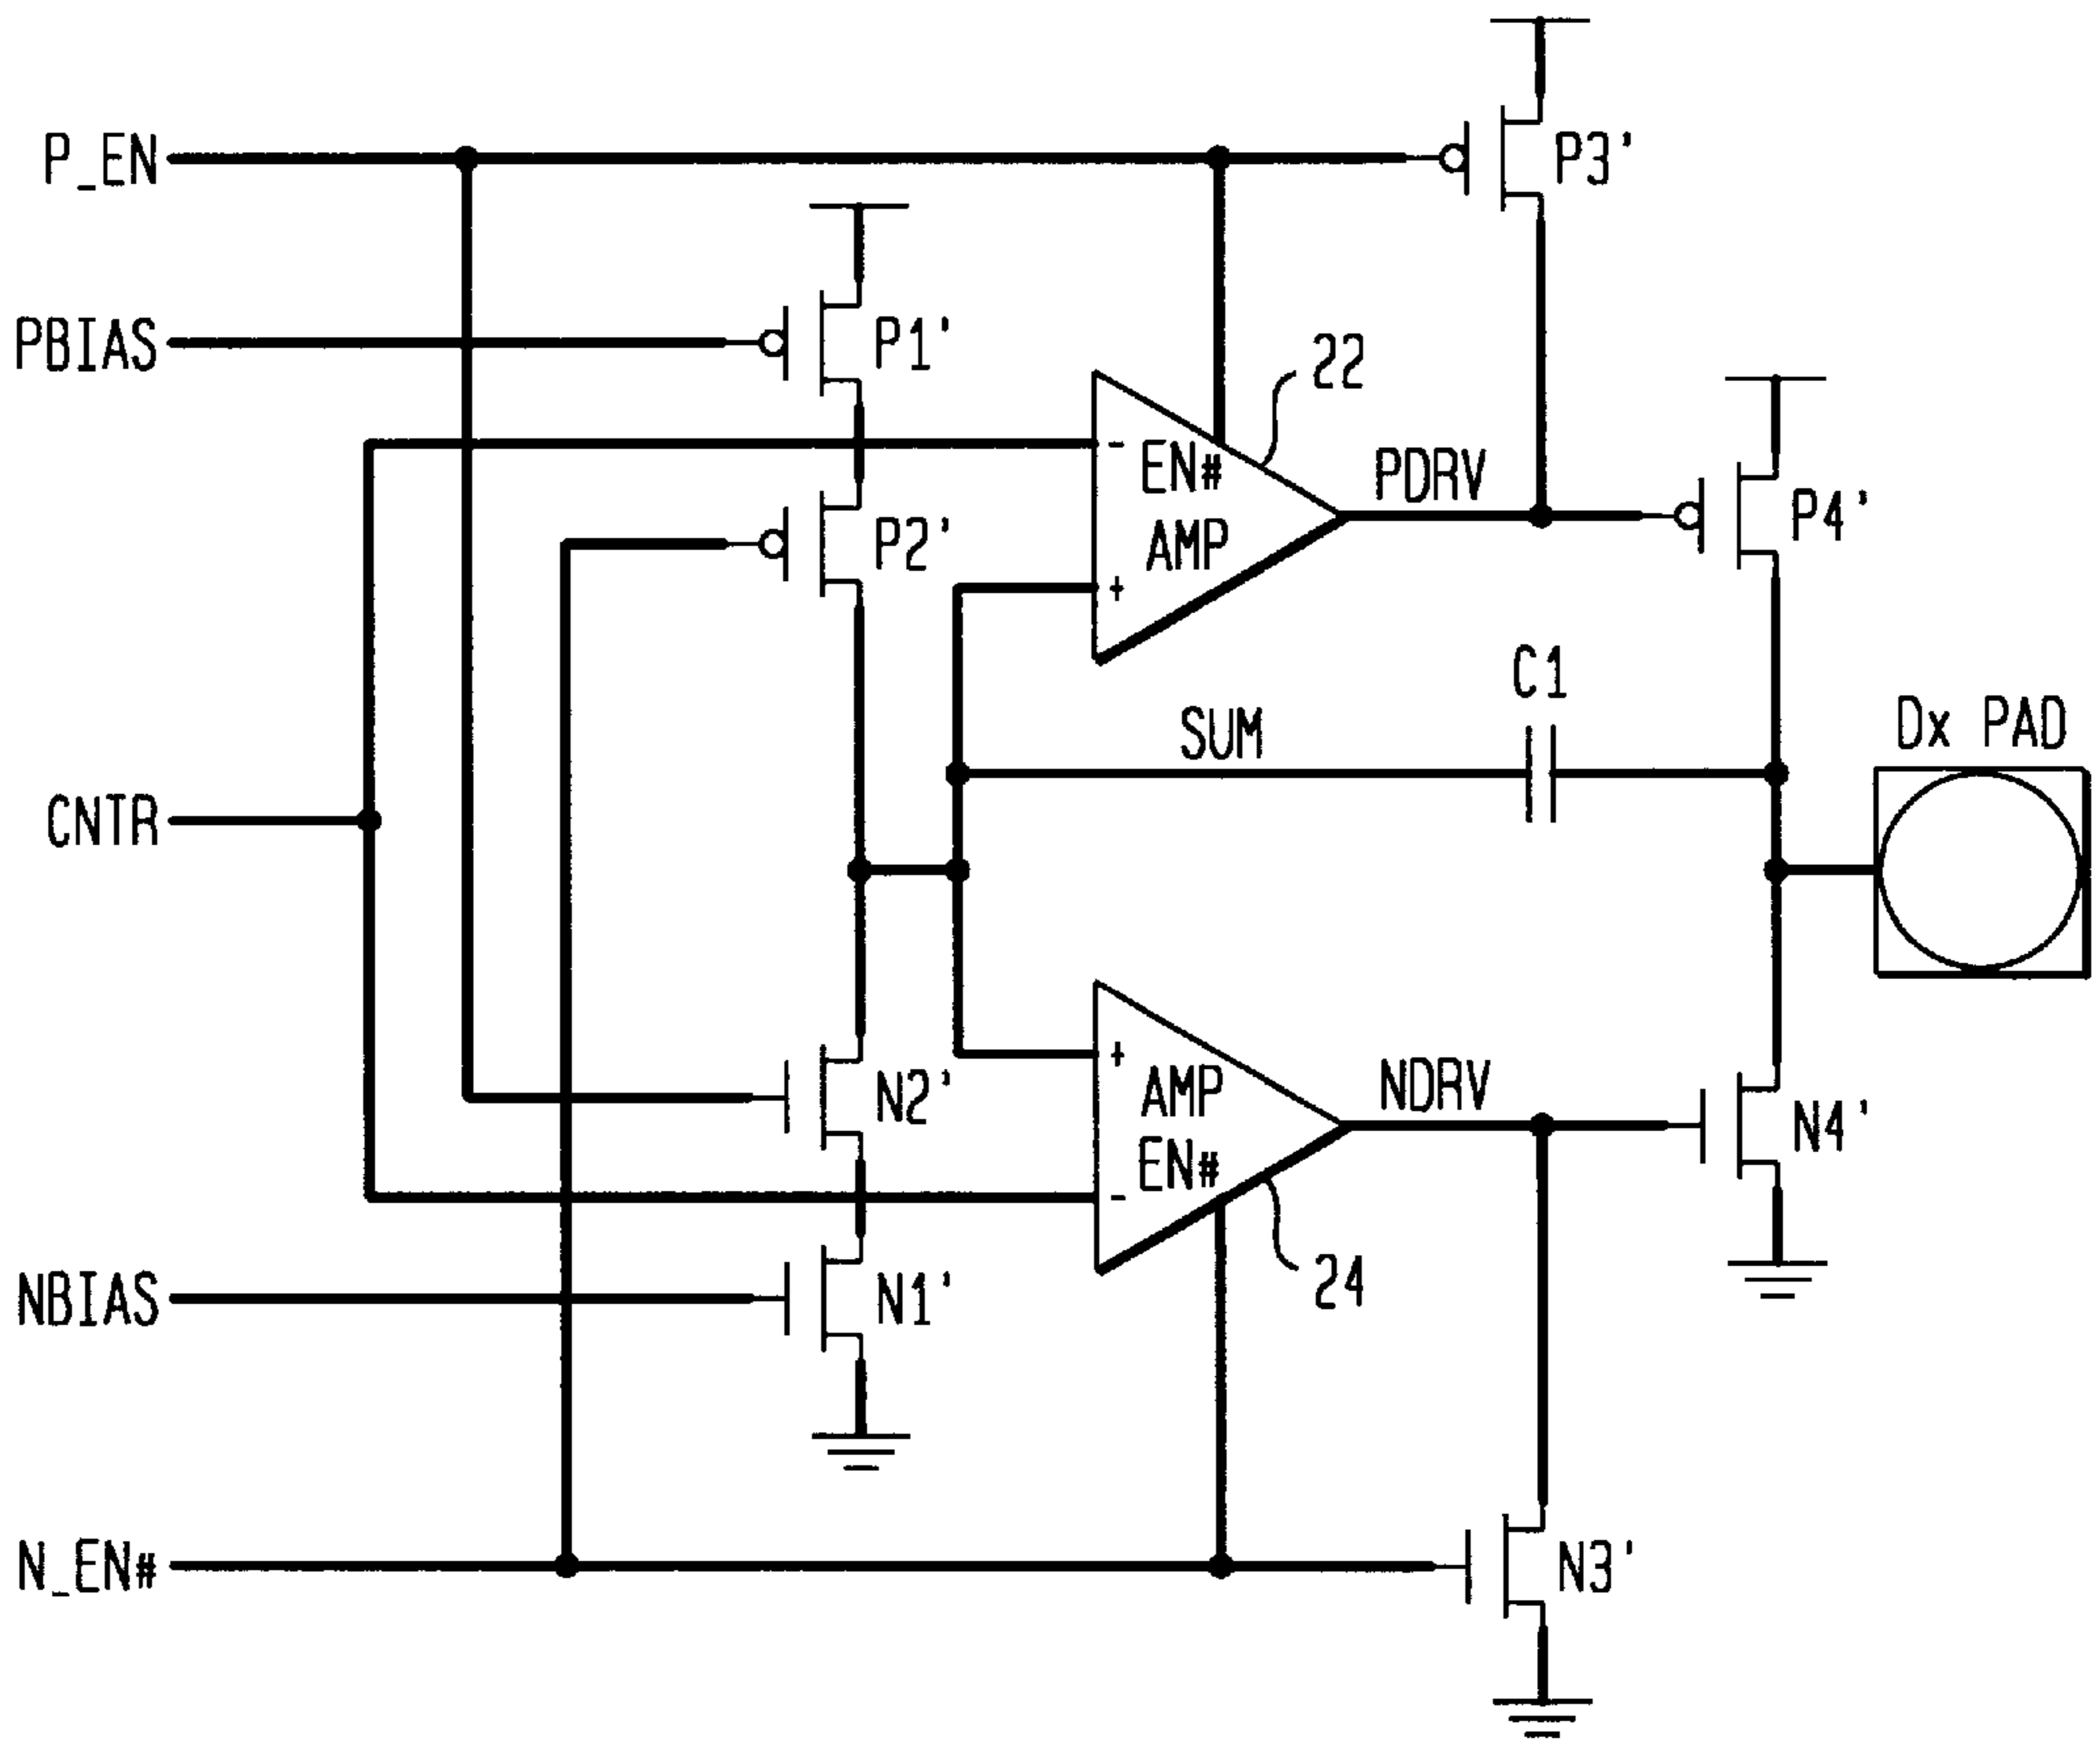 P_EN
P3'
PBIAS
P1'
22
-
EN#
AMP
+
PDRV
P4'
P2'
C1
SUM
Dx PAD
CNTR
+
AMP
EN#
-
NDRV
N4'
N2'
24
NBIAS
N1'
N_EN#
N3'